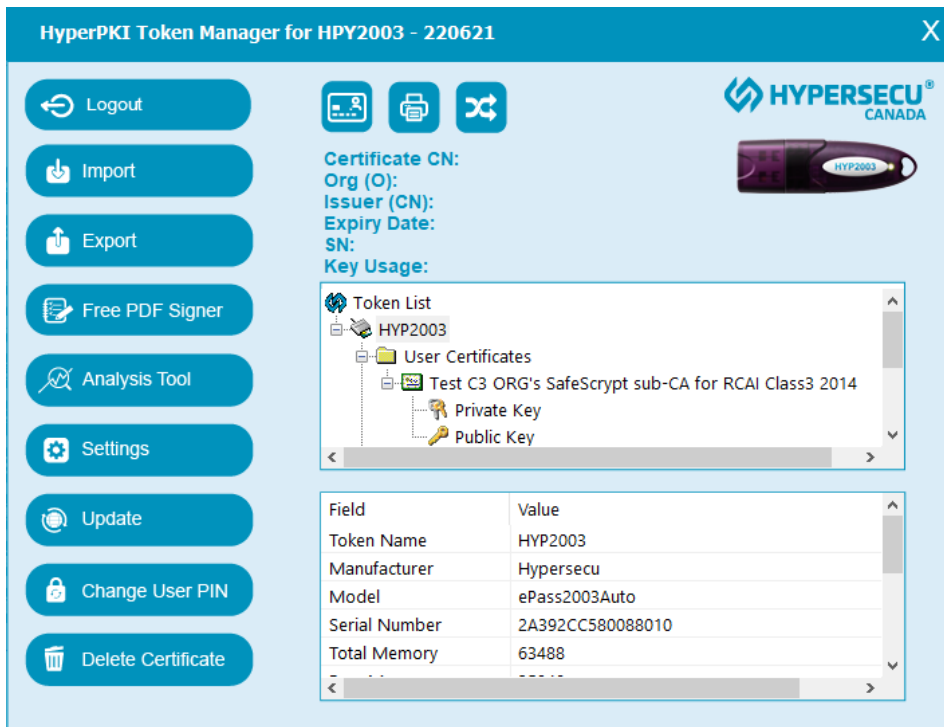 HyperPKI Token Manager for HPY2003 - 220621
X
Logout
Import
Export
Free PDF Signer
Analysis Tool
Settings
Update
Change User PIN
Delete Certificate
HYPERSECU®
CANADA
HYP2003
Certificate CN:
Org (O):
Issuer (CN):
Expiry Date:
SN:
Key Usage:
Token List
HYP2003
User Certificates
Test C3 ORG's SafeScrypt sub-CA for RCAI Class3 2014
Private Key
Public Key
Field Value
Token Name HYP2003
Manufacturer Hypersecu
Model ePass2003Auto
Serial Number 2A392CC580088010
Total Memory 63488